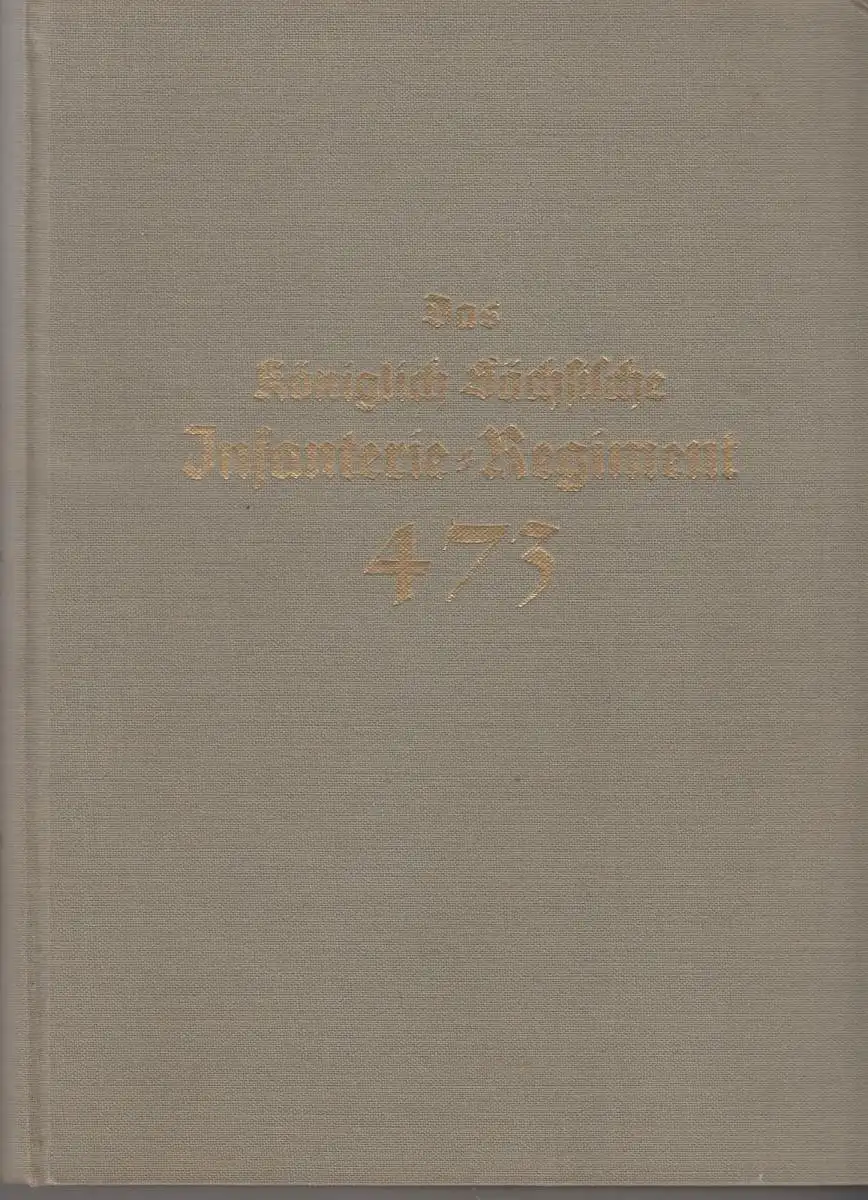 Das
Königlich Sächsische
Infanterie-Regiment
473